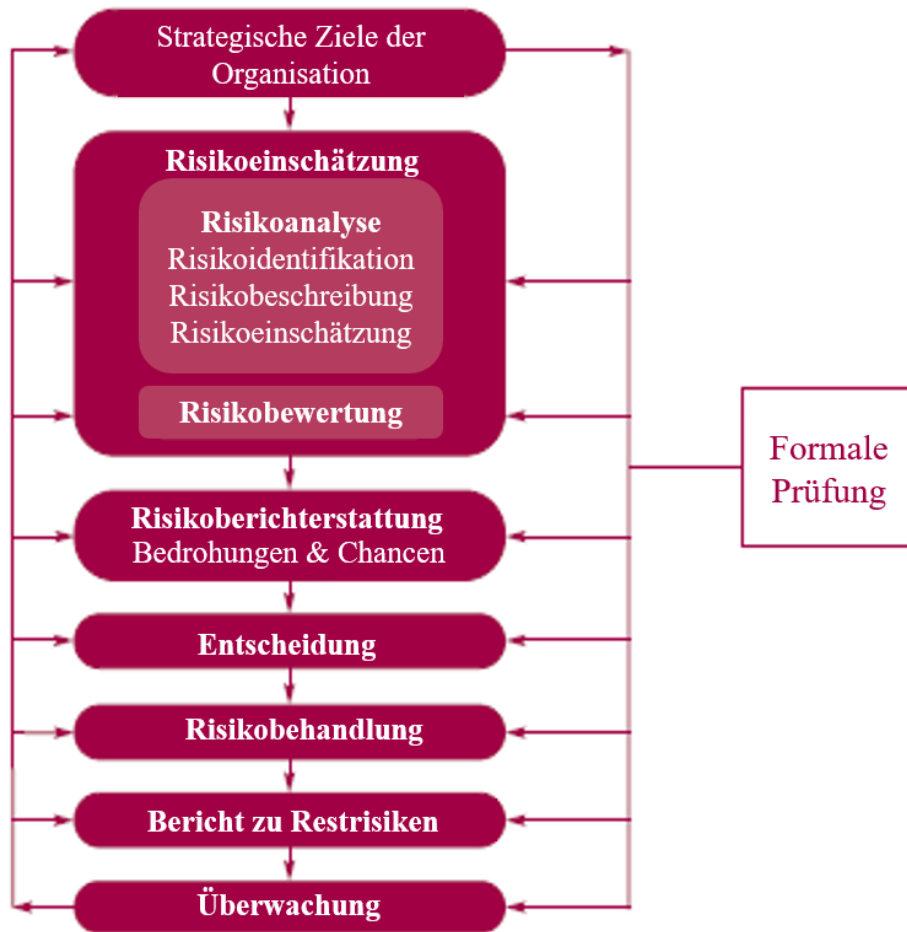 Strategische Ziele der
Organisation
Risikoeinschätzung
Risikoanalyse
Risikoidentifikation
Risikobeschreibung
Risikoeinschätzung
Risikobewertung
Risikoberichterstattung
Bedrohungen & Chancen
Entscheidung
Risikobehandlung
Bericht zu Restrisiken
Überwachung
Formale
Prüfung